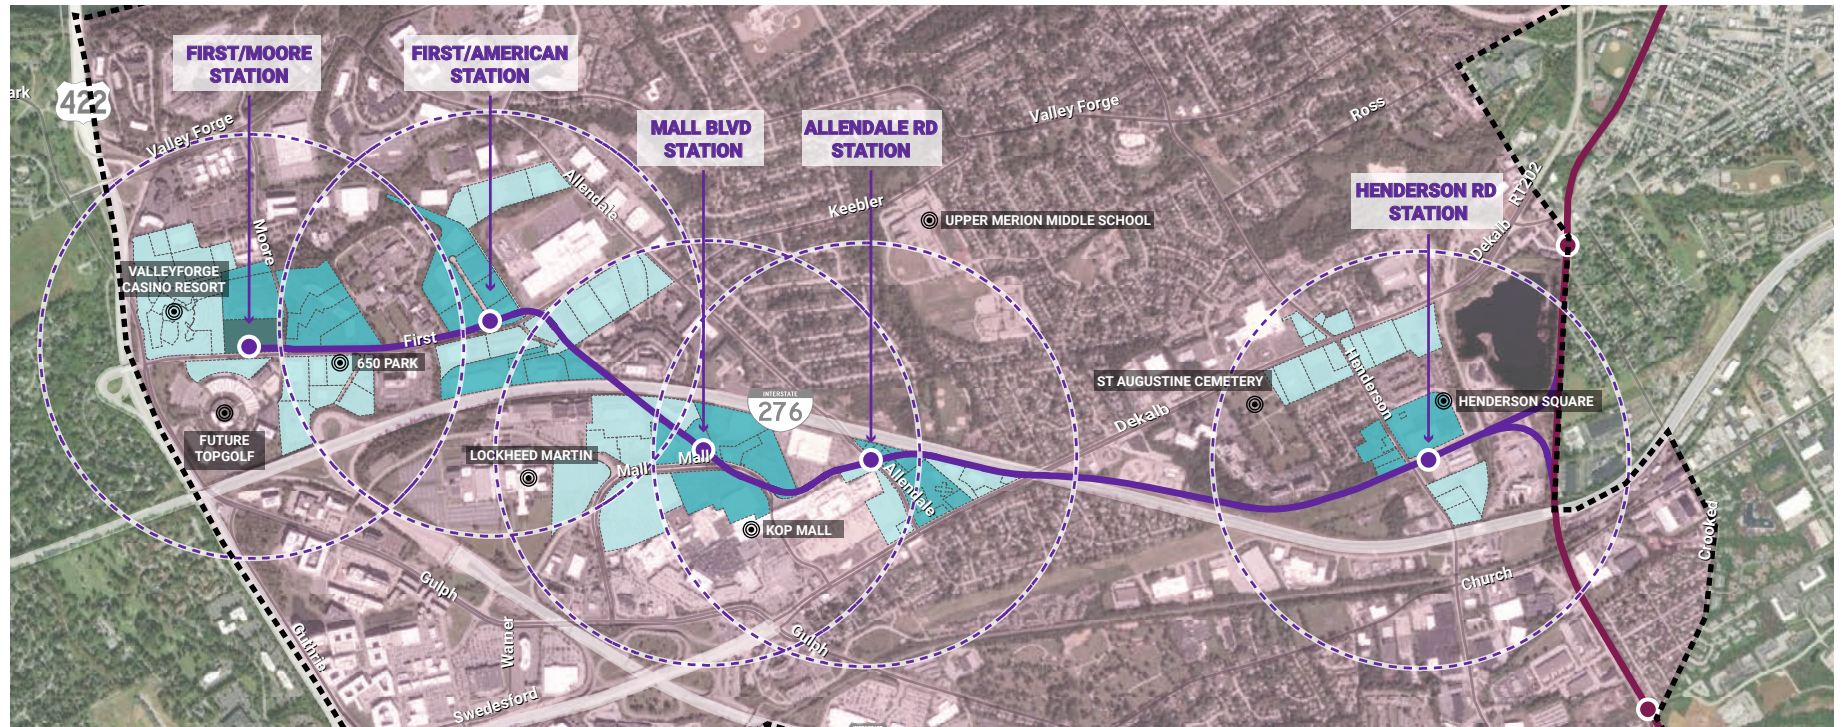 FIRST/MOORE
STATION
FIRST/AMERICAN
STATION
MALL BLVD
STATION
ALLENDALE RD
STATION
HENDERSON RD
STATION
ark
422
Valley Forge
Valley Forge
Ross
RT202
Dekalb
Allendale
Keebler
UPPER MERION MIDDLE SCHOOL
Moore
VALLEYFORGE
CASINO RESORT
First
650 PARK
FUTURE
TOPGOLF
INTERSTATE
276
ST AUGUSTINE CEMETERY
Henderson
HENDERSON SQUARE
Dekalb
LOCKHEED MARTIN
Mall
Mall
Allendale
KOP MALL
Crooked
Gulph
Church
Guthrie
Warner
Gulph
Swedesford